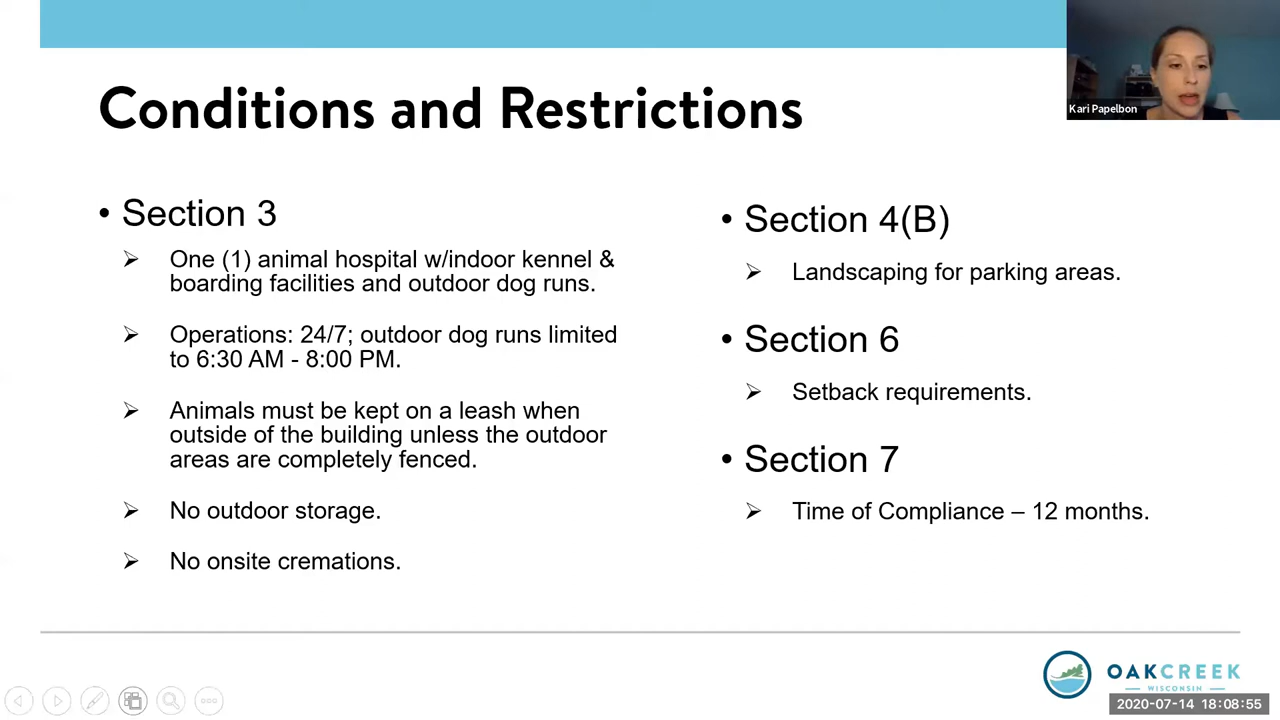 Conditions and Restrictions
Kari Papelbon
• Section 3
One (1) animal hospital w/indoor kennel &
boarding facilities and outdoor dog runs.
Operations: 24/7; outdoor dog runs limited
to 6:30 AM - 8:00 PM.
Animals must be kept on a leash when
outside of the building unless the outdoor
areas are completely fenced.
No outdoor storage.
No onsite cremations.
• Section 4(B)
Landscaping for parking areas.
• Section 6
Setback requirements.
• Section 7
Time of Compliance – 12 months.
OAKCREEK
WISCONSIN
2020-07-14 18:08:55